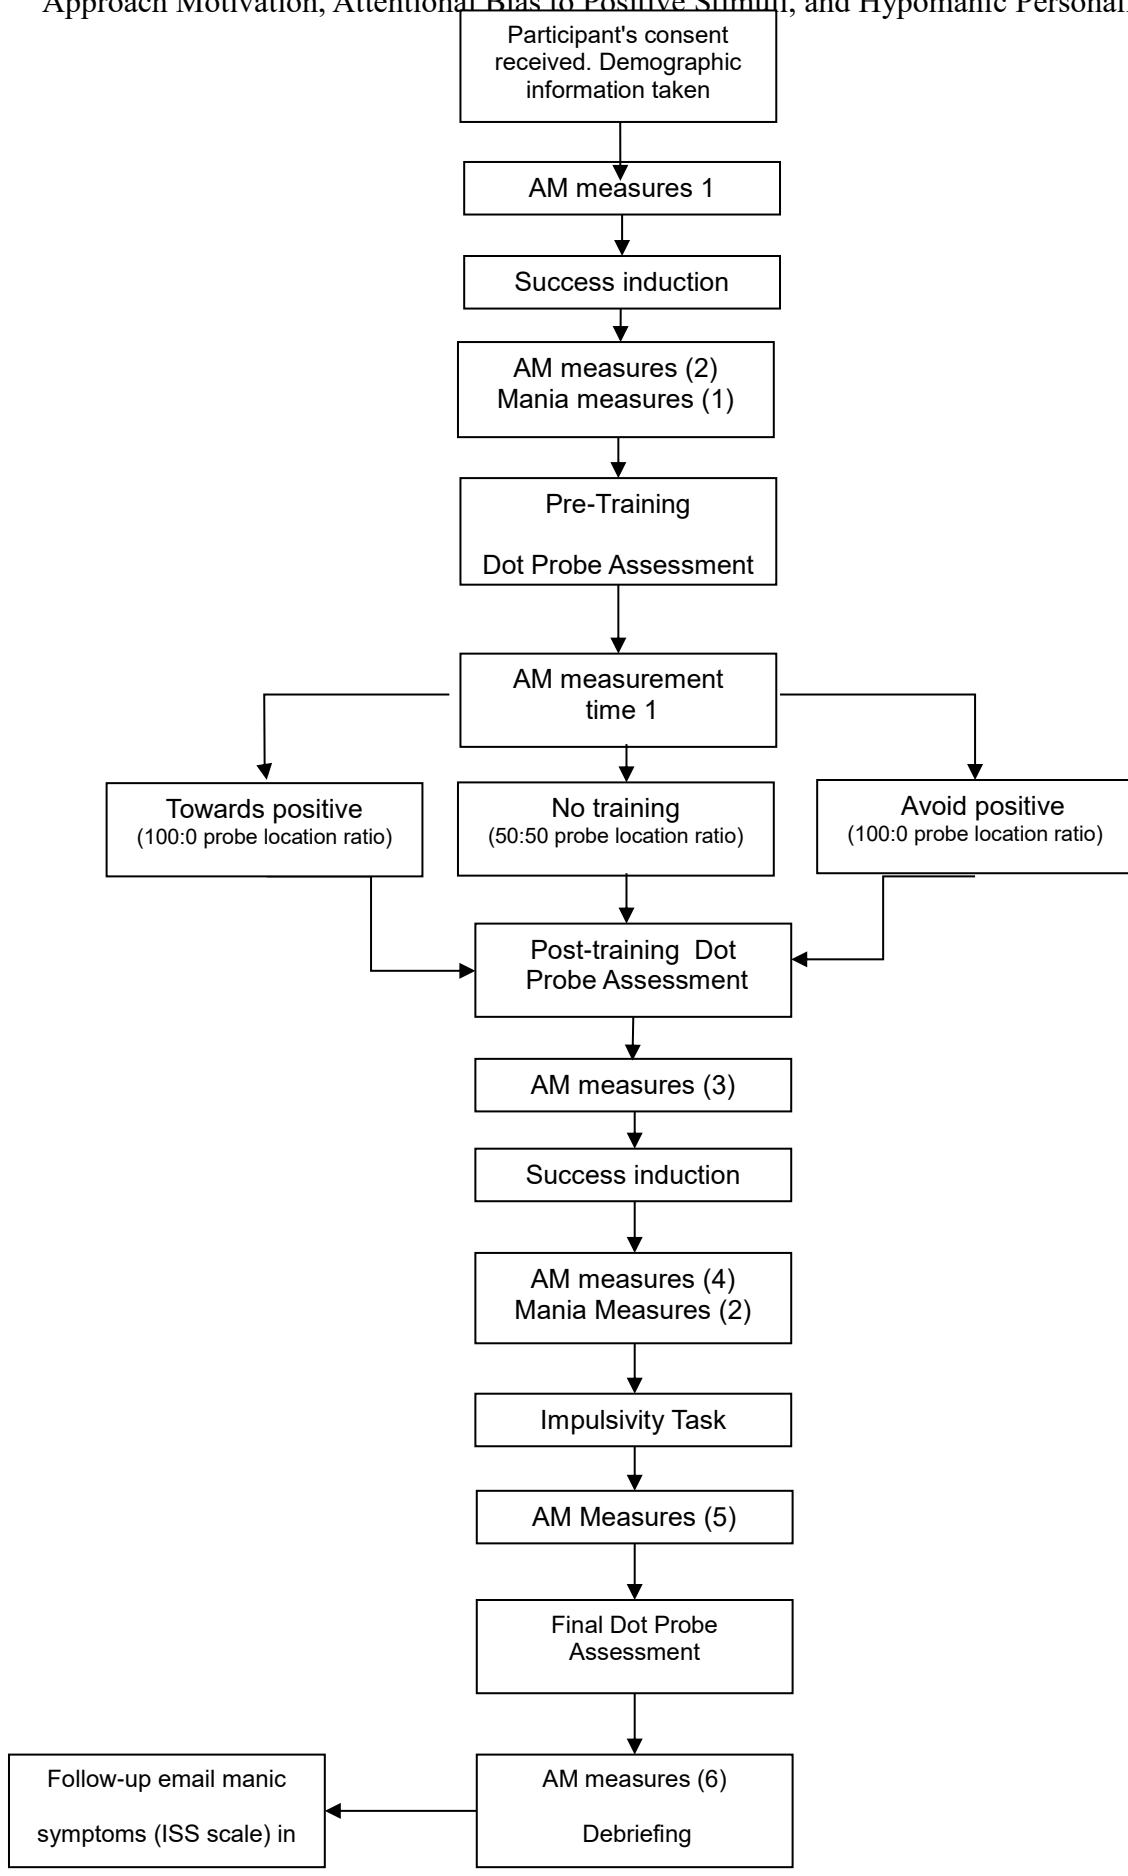 Approach Motivation, Attentional Bias to Positive Stimuli, and Hypomanic
Participant's consent
received. Demographic
information taken
AM measures 1
Success induction
AM measures (2)
Mania measures (1)
Pre-Training
Dot Probe Assessment
AM measurement
time 1
Towards positive
(100:0 probe location ratio)
No training
(50:50 probe location ratio)
Avoid positive
(100:0 probe location ratio)
Post-training Dot
Probe Assessment
AM measures (3)
Success induction
AM measures (4)
Mania Measures (2)
Impulsivity Task
AM Measures (5)
Final Dot Probe
Assessment
Follow-up email manic
symptoms (ISS scale) in
AM measures (6)
Debriefing